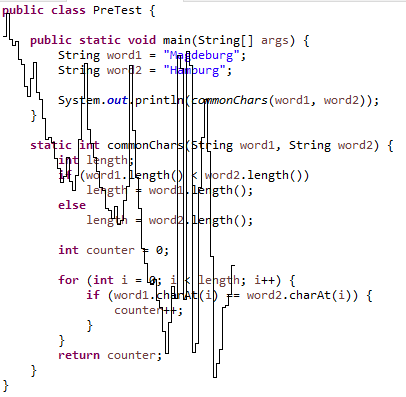 public class PreTest {
public static void main(String[] args) {
String word1 = "Magdeburg";
String word2 = "Hamburg";
System.out.println(commonChars(word1, word2));
}
static int commonChars(String word1, String word2) {
int length;
if (word1.length() < word2.length())
length = word1.length();
else
length = word2.length();
int counter = 0;
for (int i = 0; i < length; i++) {
if (word1.charAt(i) == word2.charAt(i)) {
counter++;
}
}
return counter;
}
}